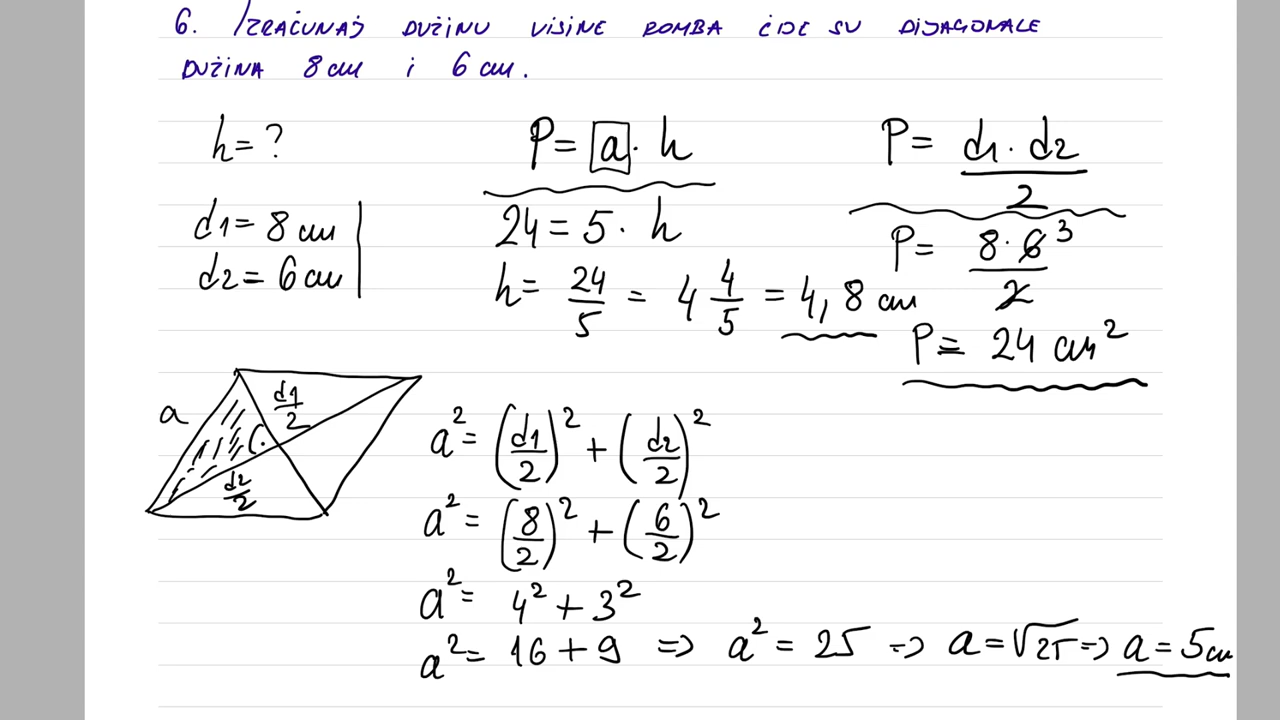 6. IZRAČUNAJ DUŽINU VISINE ROMBA ČIJE SU DIJAGONALE
DUŽINA 8 cm i 6 cm.
h = ?
d1 = 8 cm
d2 = 6 cm
P = a · h
24 = 5 · h
h = 24/5 = 4 4/5 = 4,8 cm
P = d1 · d2 / 2
P = 8 · 6 3 / 2
P = 24 cm²
a
d1/2
d2/2
a² = (d1/2)² + (d2/2)²
a² = (8/2)² + (6/2)²
a² = 4² + 3²
a² = 16 + 9 => a² = 25 => a = √25 => a = 5 cm